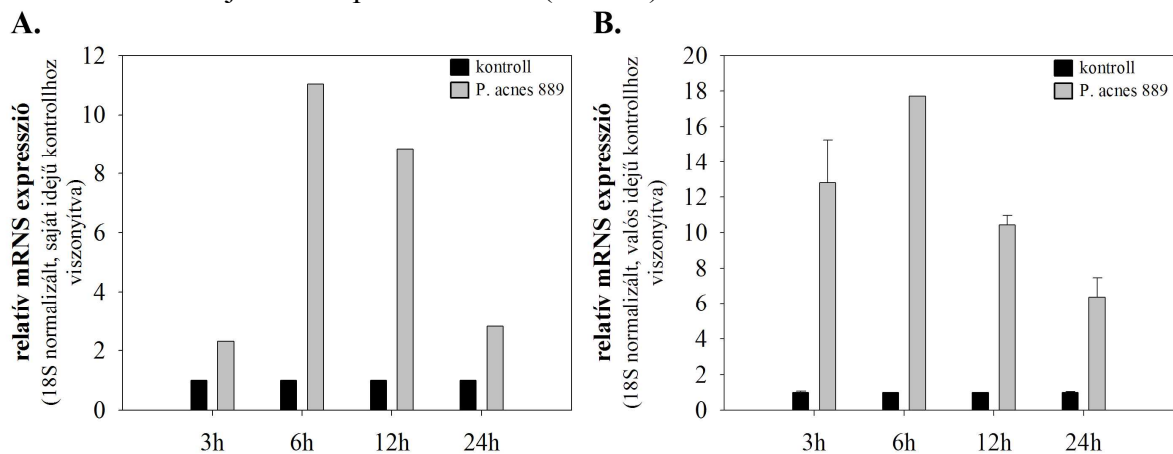 A.
relatív mRNS expresszió
(18S normalizált, saját idejű kontrollhoz
viszonyítva)
12
10
8
6
4
2
0
kontroll
P. acnes 889
3h
6h
12h
24h
B.
relatív mRNS expresszió
(18S normalizált, valós idejű kontrollhoz
viszonyítva)
20
18
16
14
12
10
8
6
4
2
0
kontroll
P. acnes 889
3h
6h
12h
24h